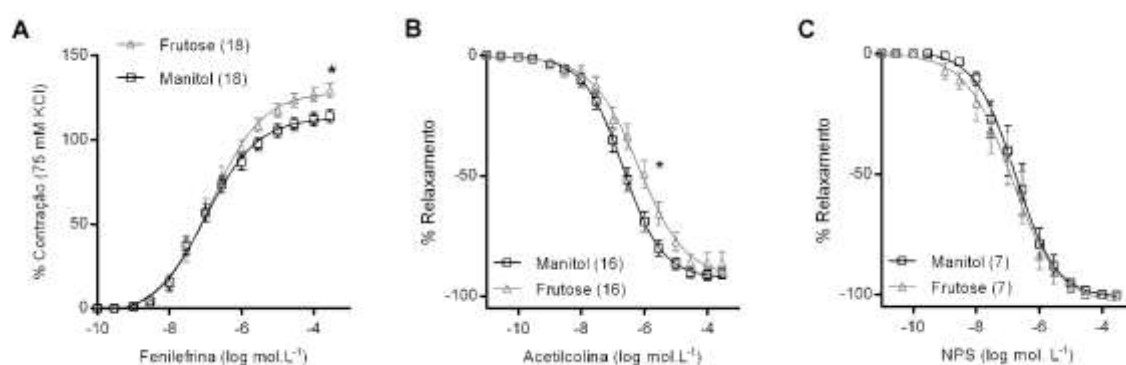 A
Frutose (18)
Manitol (18)
*
% Contração (75 mM KCl)
150
100
50
0
-10
-8
-6
-4
Fenilefrina (log mol.L-1)
B
0
-50
-100
% Relaxamento
*
Manitol (16)
Frutose (16)
-10
-8
-6
-4
Acetilcolina (log mol.L-1)
C
0
-50
-100
% Relaxamento
Manitol (7)
Frutose (7)
-10
-8
-6
-4
NPS (log mol. L-1)